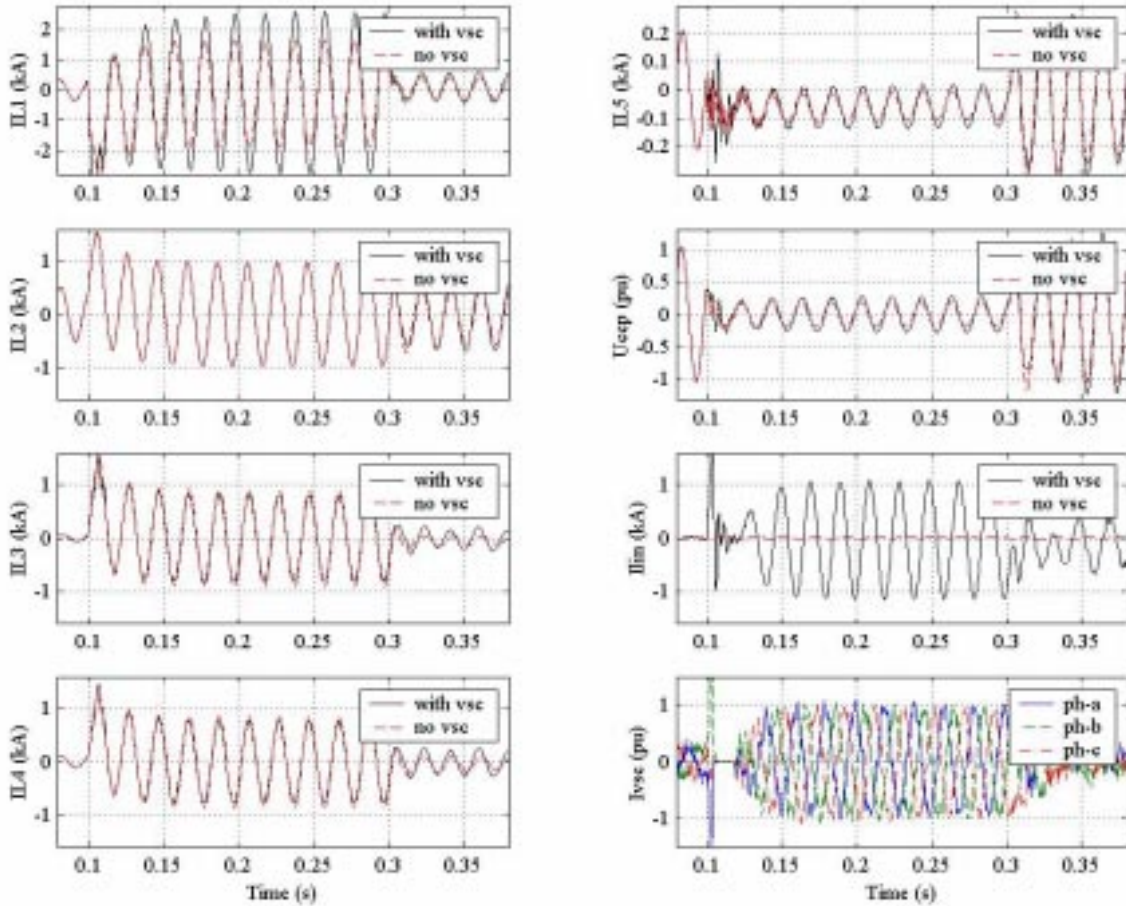 IL1 (kA)
2
1
0
-1
-2
with vsc
no vsc
0.1 0.15 0.2 0.25 0.3 0.35
IL5 (kA)
0.2
0.1
0
-0.1
-0.2
with vsc
no vsc
0.1 0.15 0.2 0.25 0.3 0.35
IL2 (kA)
1
0
-1
with vsc
no vsc
0.1 0.15 0.2 0.25 0.3 0.35
Uccp (pu)
1
0.5
0
-0.5
-1
with vsc
no vsc
0.1 0.15 0.2 0.25 0.3 0.35
IL3 (kA)
1
0
-1
with vsc
no vsc
0.1 0.15 0.2 0.25 0.3 0.35
Ilin (kA)
1
0
-1
with vsc
no vsc
0.1 0.15 0.2 0.25 0.3 0.35
IL4 (kA)
1
0
-1
with vsc
no vsc
0.1 0.15 0.2 0.25 0.3 0.35
Time (s)
Ivsc (pu)
1
0
-1
ph-a
ph-b
ph-c
0.1 0.15 0.2 0.25 0.3 0.35
Time (s)